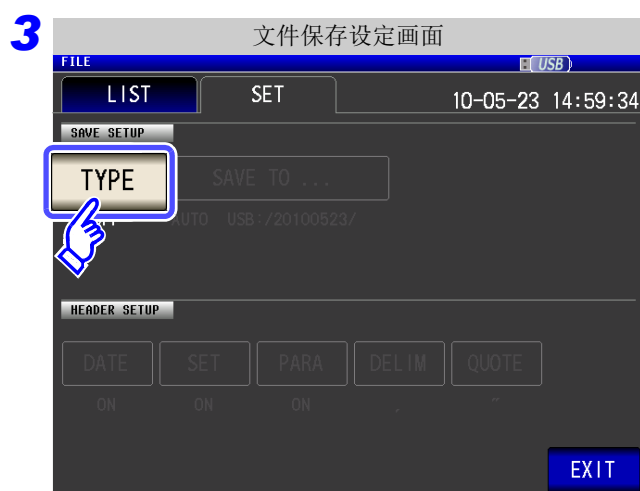 3
文件保存设定画面
FILE
USB
LIST SET 10-05-23 14:59:34
SAVE SETUP
TYPE SAVE TO ...
AUTO USB:/20100523/
HEADER SETUP
DATE SET PARA DELIM QUOTE
ON ON ON , "
EXIT